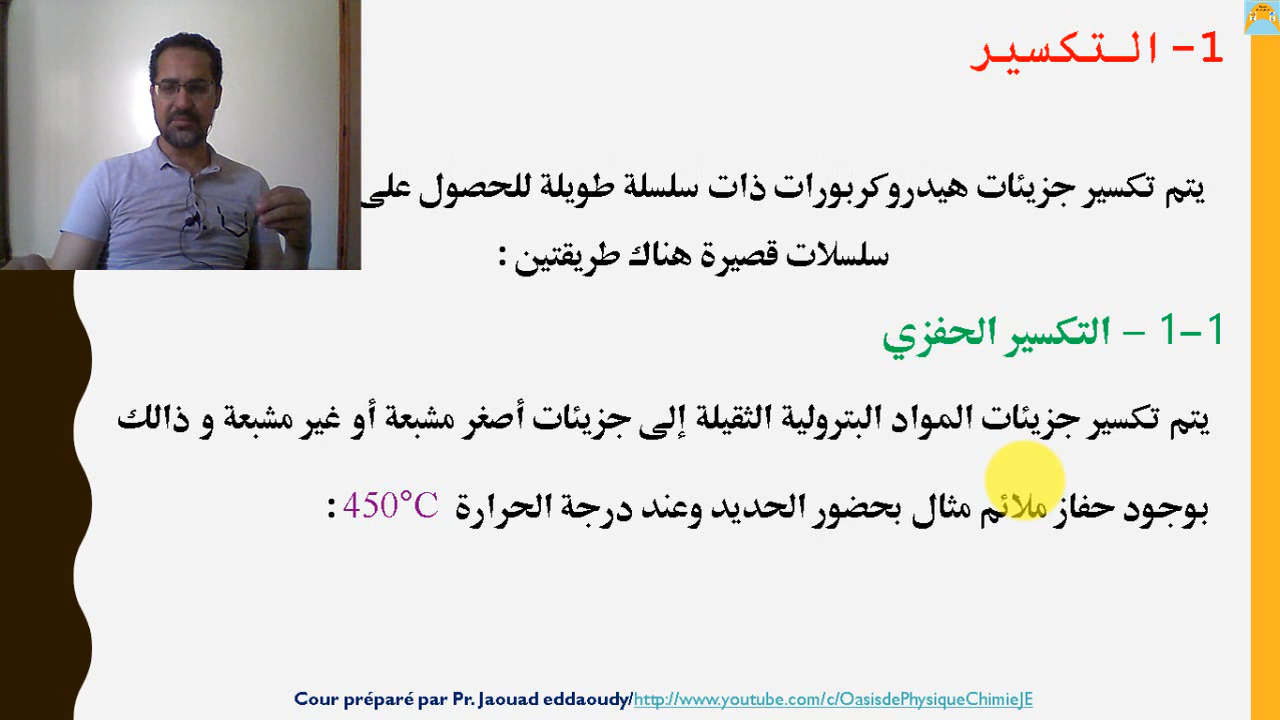 1- التكسير
يتم تكسير جزيئات هيدروكربورات ذات سلسلة طويلة للحصول على
سلسلات قصيرة هناك طريقتين :
1-1 – التكسير الحفزي
يتم تكسير جزيئات المواد البترولية الثقيلة إلى جزيئات أصغر مشبعة أو غير مشبعة و ذالك
بوجود حفاز ملائم مثال بحضور الحديد وعند درجة الحرارة 450°C :
Cour préparé par Pr. Jaouad eddaoudy/http://www.youtube.com/c/OasisdePhysiqueChimieJE